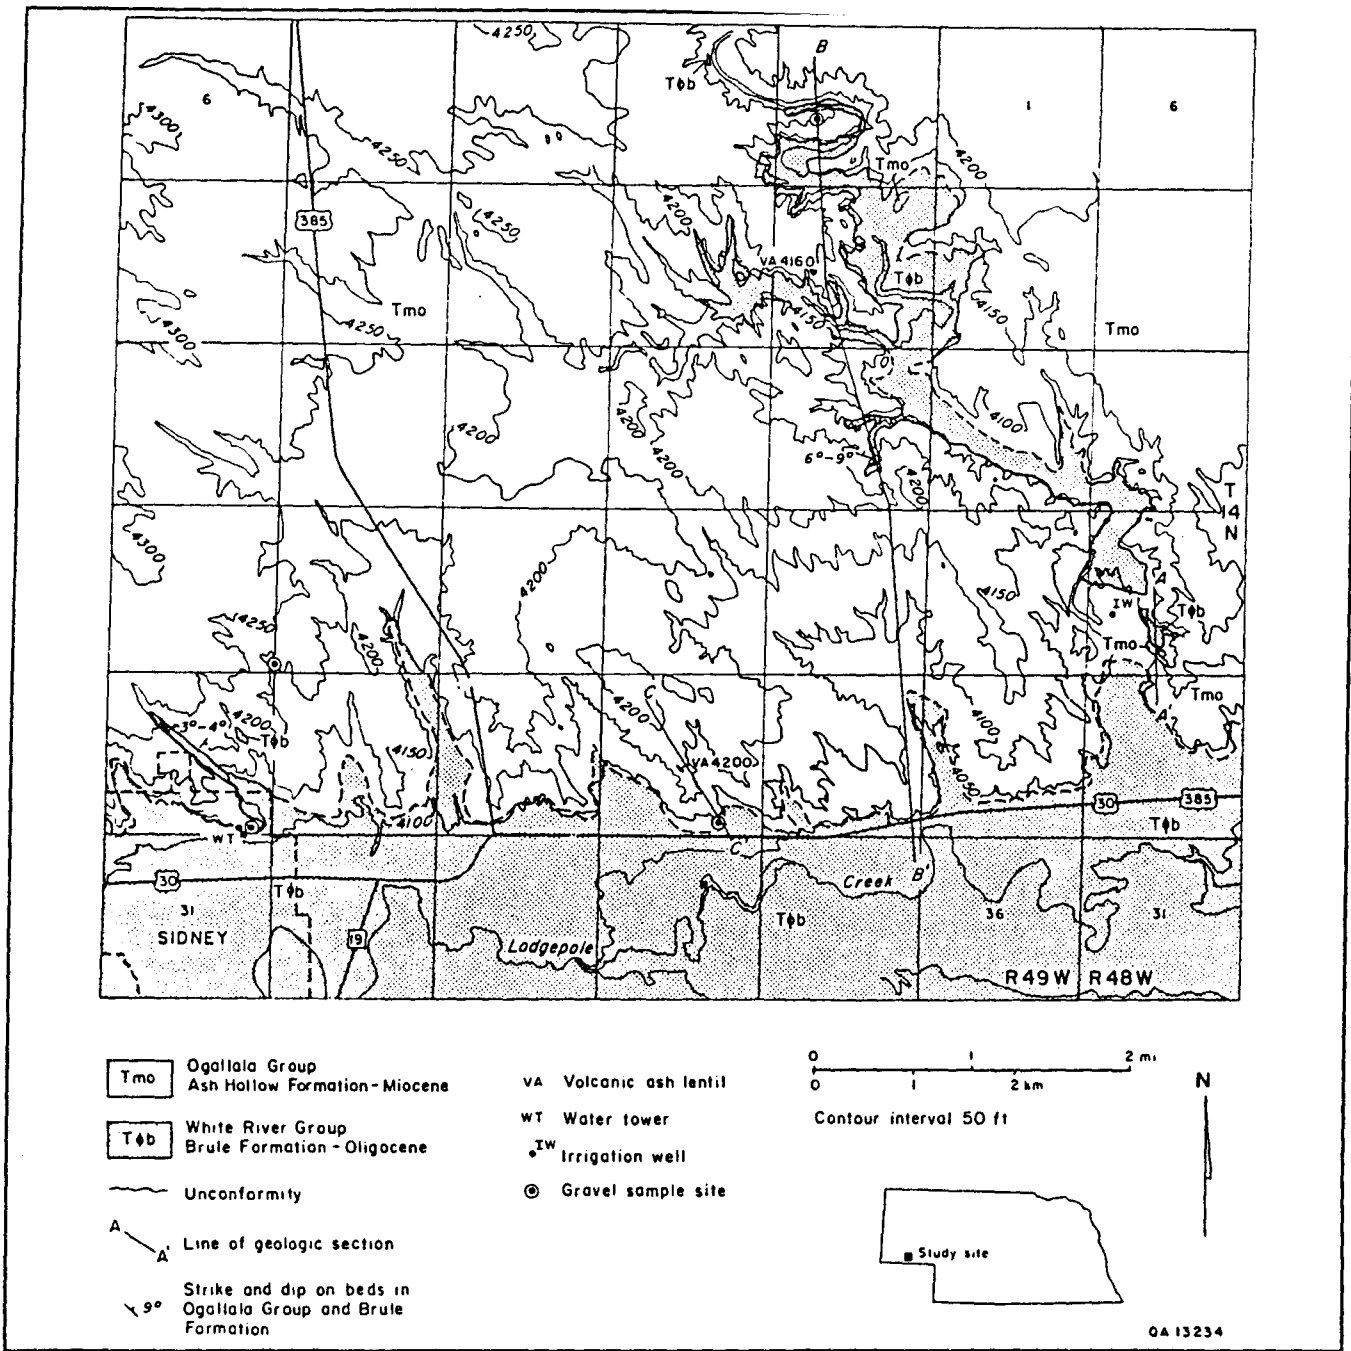 4250
B
Tϕb
6
1
6
4300
4250
Tmo
4200
385
4250
4200
VA 4160
Tϕb
4300
Tmo
4250
4150
4150
Tmo
4200
4200
4200
4100
6°-9°
4200
T
14
N
4300
4200
4150
A
IW
Tϕb
4250
4200
Tmo
C
4200
Tmo
A'
3°-4°
4200
Tϕb
4150
VA4200
4100
4050
30
385
WT
4100
Tϕb
C'
30
Tϕb
Creek
B'
31
SIDNEY
19
Lodgepole
Tϕb
36
31
R49W R48W
Tmo
Ogallala Group
Ash Hollow Formation - Miocene
Tϕb
White River Group
Brule Formation - Oligocene
Unconformity
A
A'
Line of geologic section
9°
Strike and dip on beds in
Ogallala Group and Brule
Formation
VA Volcanic ash lentil
WT Water tower
IW Irrigation well
Gravel sample site
0 1 2 mi
0 1 2 km
Contour interval 50 ft
N
Study site
QA 13234